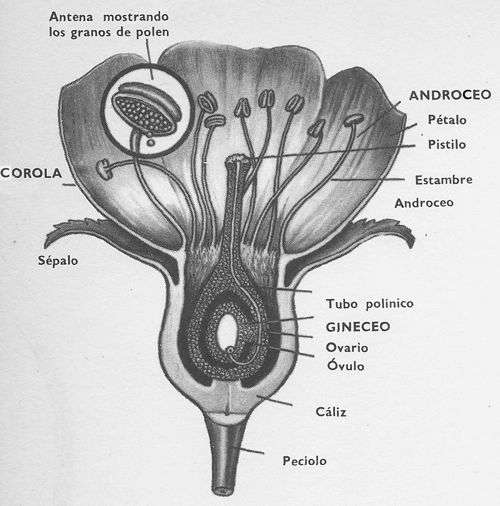 Antena mostrando
los granos de polen
ANDROCEO
Pétalo
Pistilo
COROLA
Estambre
Androceo
Sépalo
Tubo polinico
GINECEO
Ovario
Óvulo
Cáliz
Peciolo